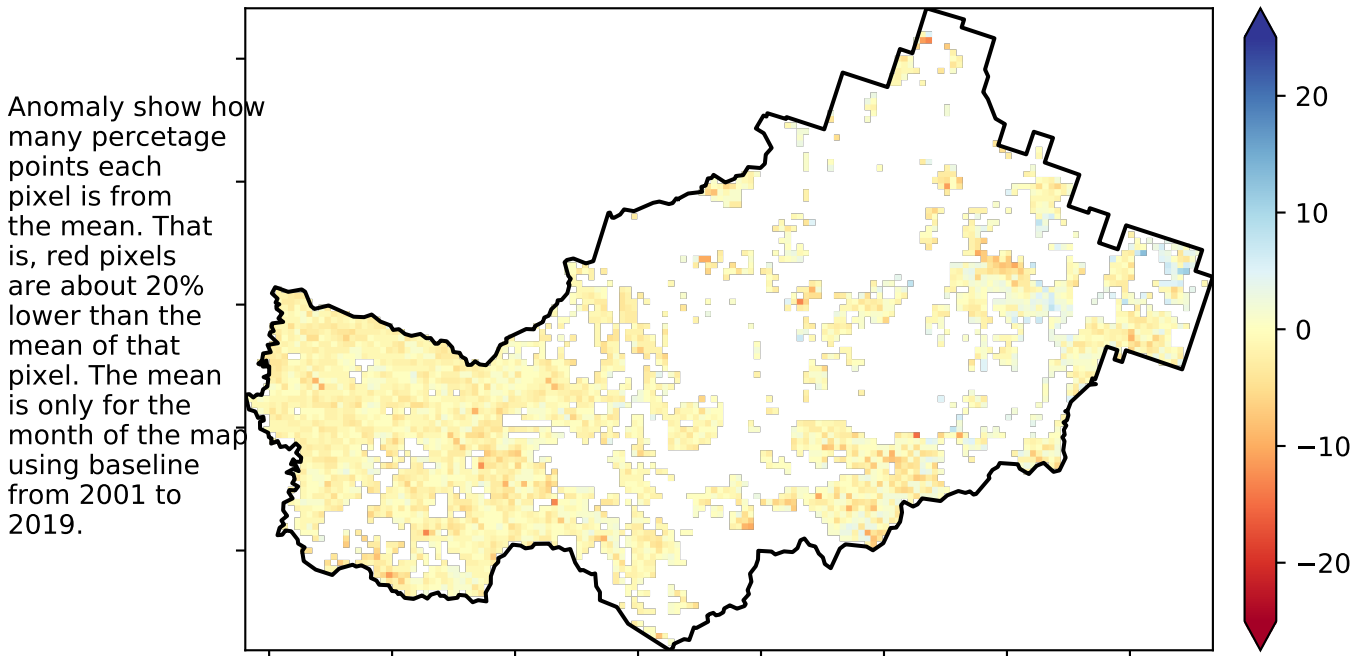 Anomaly show how
many percetage
points each
pixel is from
the mean. That
is, red pixels
are about 20%
lower than the
mean of that
pixel. The mean
is only for the
month of the map
using baseline
from 2001 to
2019.
20
10
0
−10
−20